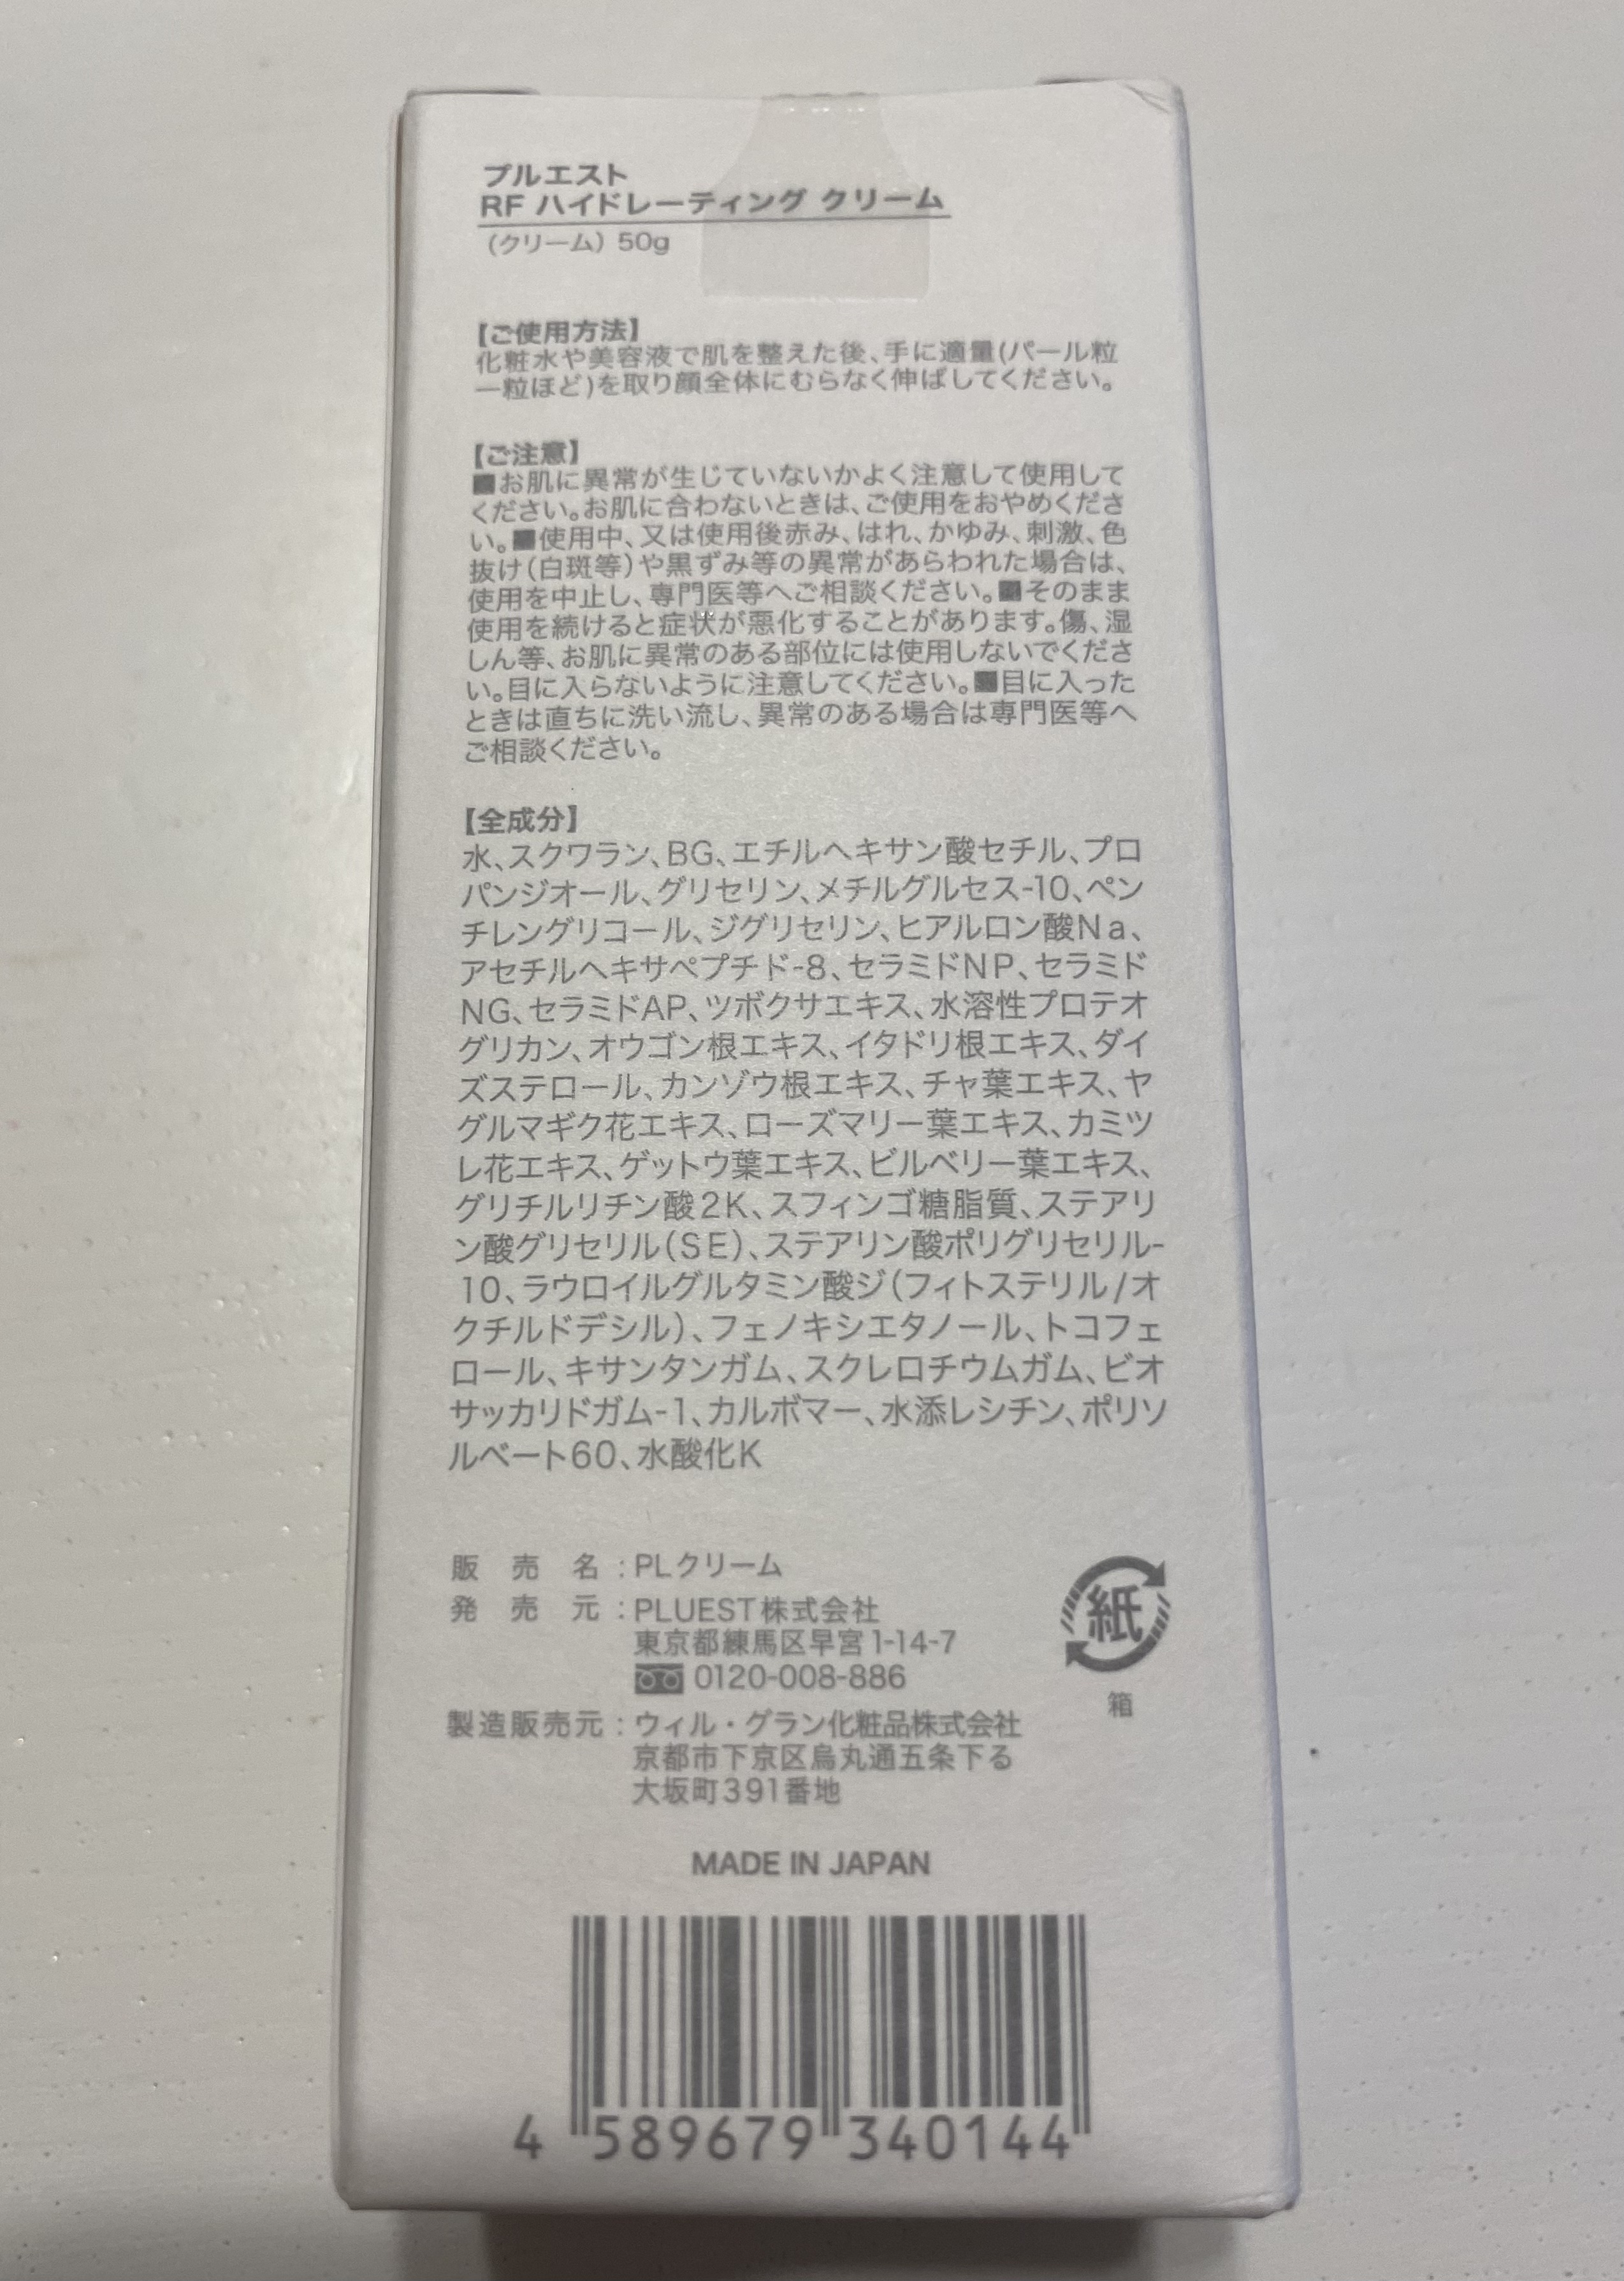 プルエスト
RF ハイドレーティング クリーム
（クリーム）50g
【ご使用方法】
化粧水や美容液で肌を整えた後、手に適量(パール粒
一粒ほど)を取り顔全体にむらなく伸ばしてください。
【ご注意】
■お肌に異常が生じていないかよく注意して使用して
ください。お肌に合わないときは、ご使用をおやめくださ
い。■使用中、又は使用後赤み、はれ、かゆみ、刺激、色
抜け（白斑等）や黒ずみ等の異常があらわれた場合は、
使用を中止し、専門医等へご相談ください。■そのまま
使用を続けると症状が悪化することがあります。傷、湿
しん等、お肌に異常のある部位には使用しないでくださ
い。目に入らないように注意してください。■目に入った
ときは直ちに洗い流し、異常のある場合は専門医等へ
ご相談ください。
【全成分】
水、スクワラン、BG、エチルヘキサン酸セチル、プロ
パンジオール、グリセリン、メチルグルセス-10、ペン
チレングリコール、ジグリセリン、ヒアルロン酸Na、
アセチルヘキサペプチド-8、セラミドNP、セラミド
NG、セラミドAP、ツボクサエキス、水溶性プロテオ
グリカン、オウゴン根エキス、イタドリ根エキス、ダイ
ズステロール、カンゾウ根エキス、チャ葉エキス、ヤ
グルマギク花エキス、ローズマリー葉エキス、カミツ
レ花エキス、ゲットウ葉エキス、ビルベリー葉エキス、
グリチルリチン酸2K、スフィンゴ糖脂質、ステアリ
ン酸グリセリル（SE）、ステアリン酸ポリグリセリル-
10、ラウロイルグルタミン酸ジ（フィトステリル/オ
クチルドデシル）、フェノキシエタノール、トコフェ
ロール、キサンタンガム、スクレロチウムガム、ビオ
サッカリドガム-1、カルボマー、水添レシチン、ポリソ
ルベート60、水酸化K
販売名：PLクリーム
発売元：PLUEST株式会社
東京都練馬区早宮1-14-7
0120-008-886
製造販売元：ウィル・グラン化粧品株式会社
京都市下京区烏丸通五条下る
大坂町391番地
紙
箱
MADE IN JAPAN
4 589679 340144